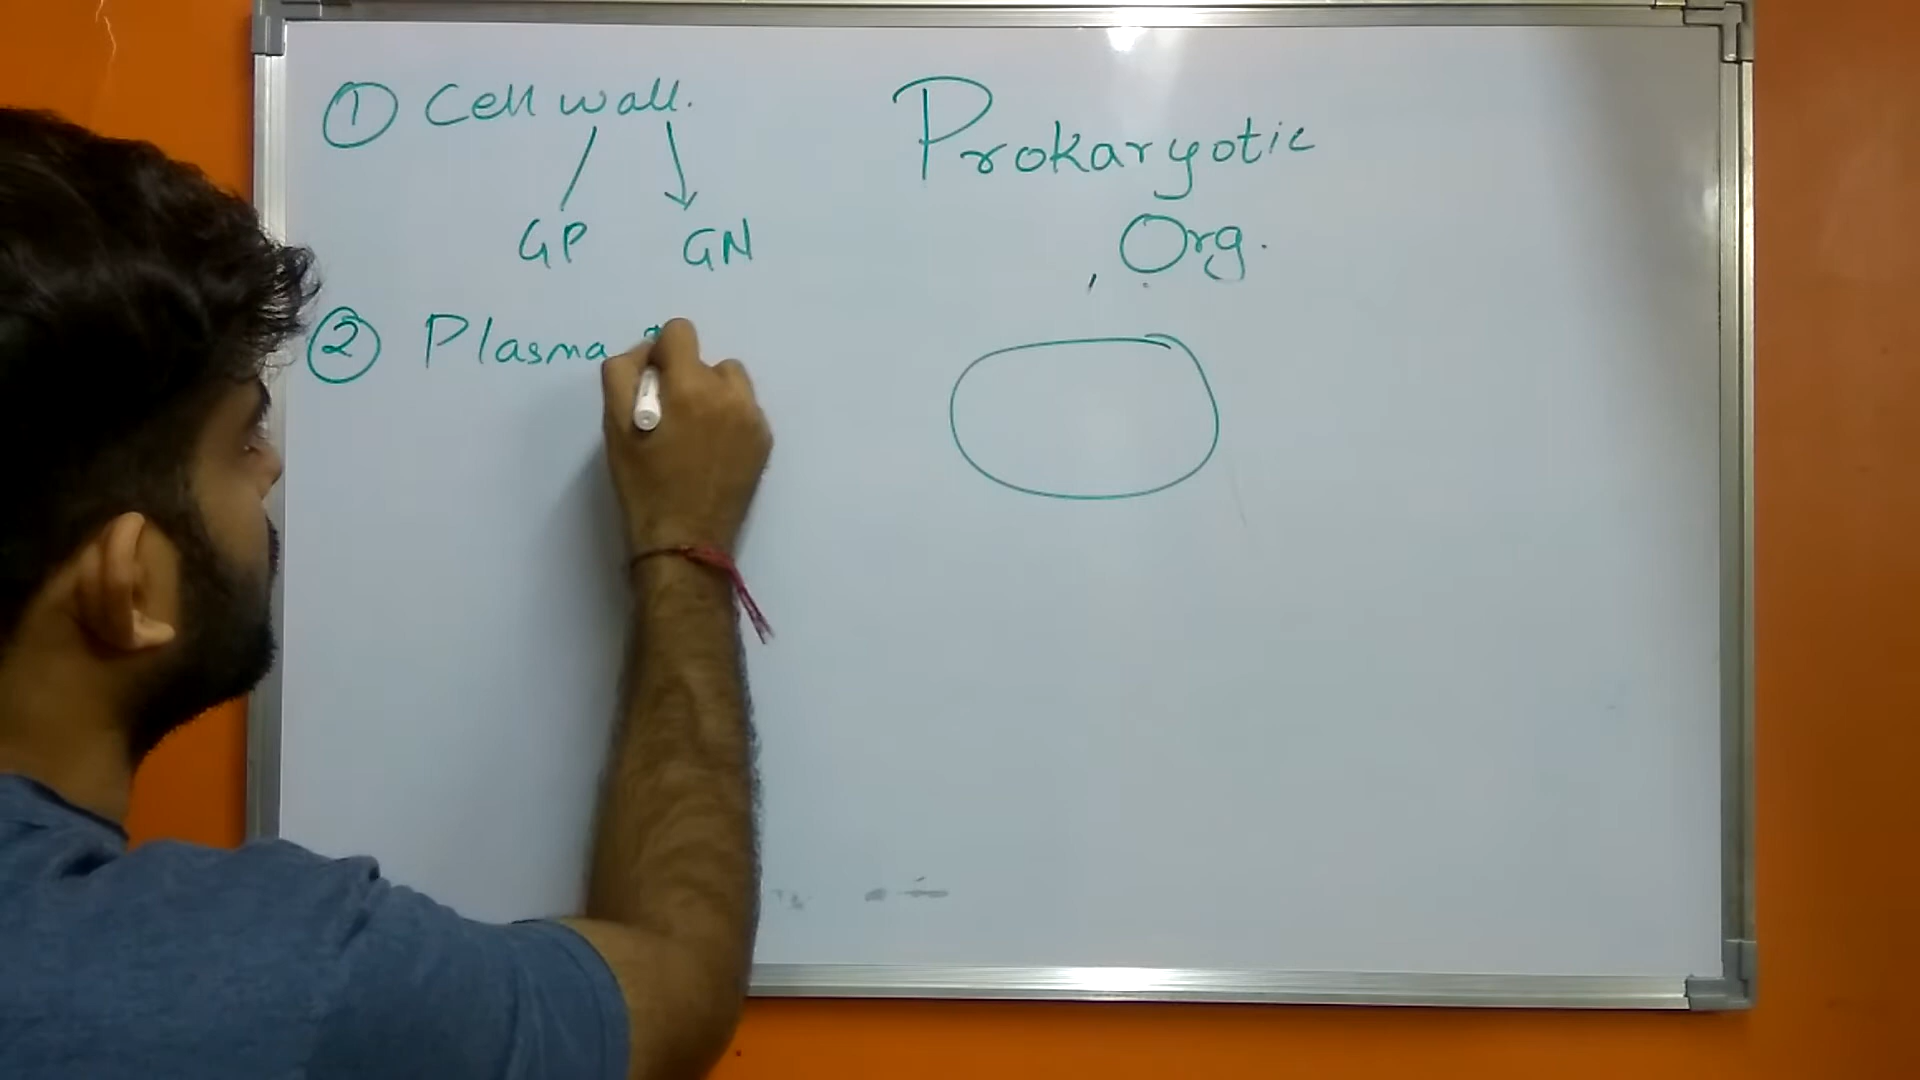 ① Cell wall.
GP GN
② Plasma
Prokaryotic
Org.